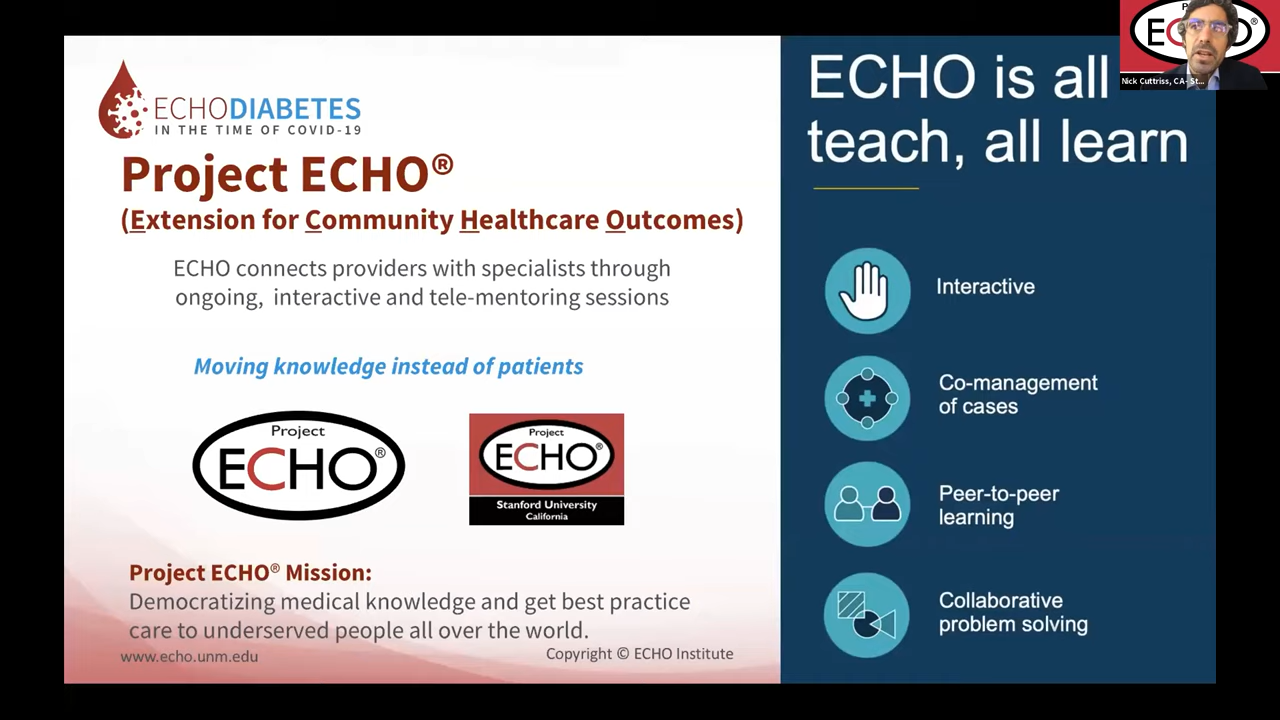 ECHODIABETES
IN THE TIME OF COVID-19
Project ECHO®
(Extension for Community Healthcare Outcomes)
ECHO connects providers with specialists through
ongoing, interactive and tele-mentoring sessions
Moving knowledge instead of patients
Project
ECHO®
Project
ECHO®
Stanford University
California
Project ECHO® Mission:
Democratizing medical knowledge and get best practice
care to underserved people all over the world.
www.echo.unm.edu
Copyright © ECHO Institute
ECHO is all
teach, all learn
Interactive
Co-management
of cases
Peer-to-peer
learning
Collaborative
problem solving
Nick Cuttriss, CA- St...